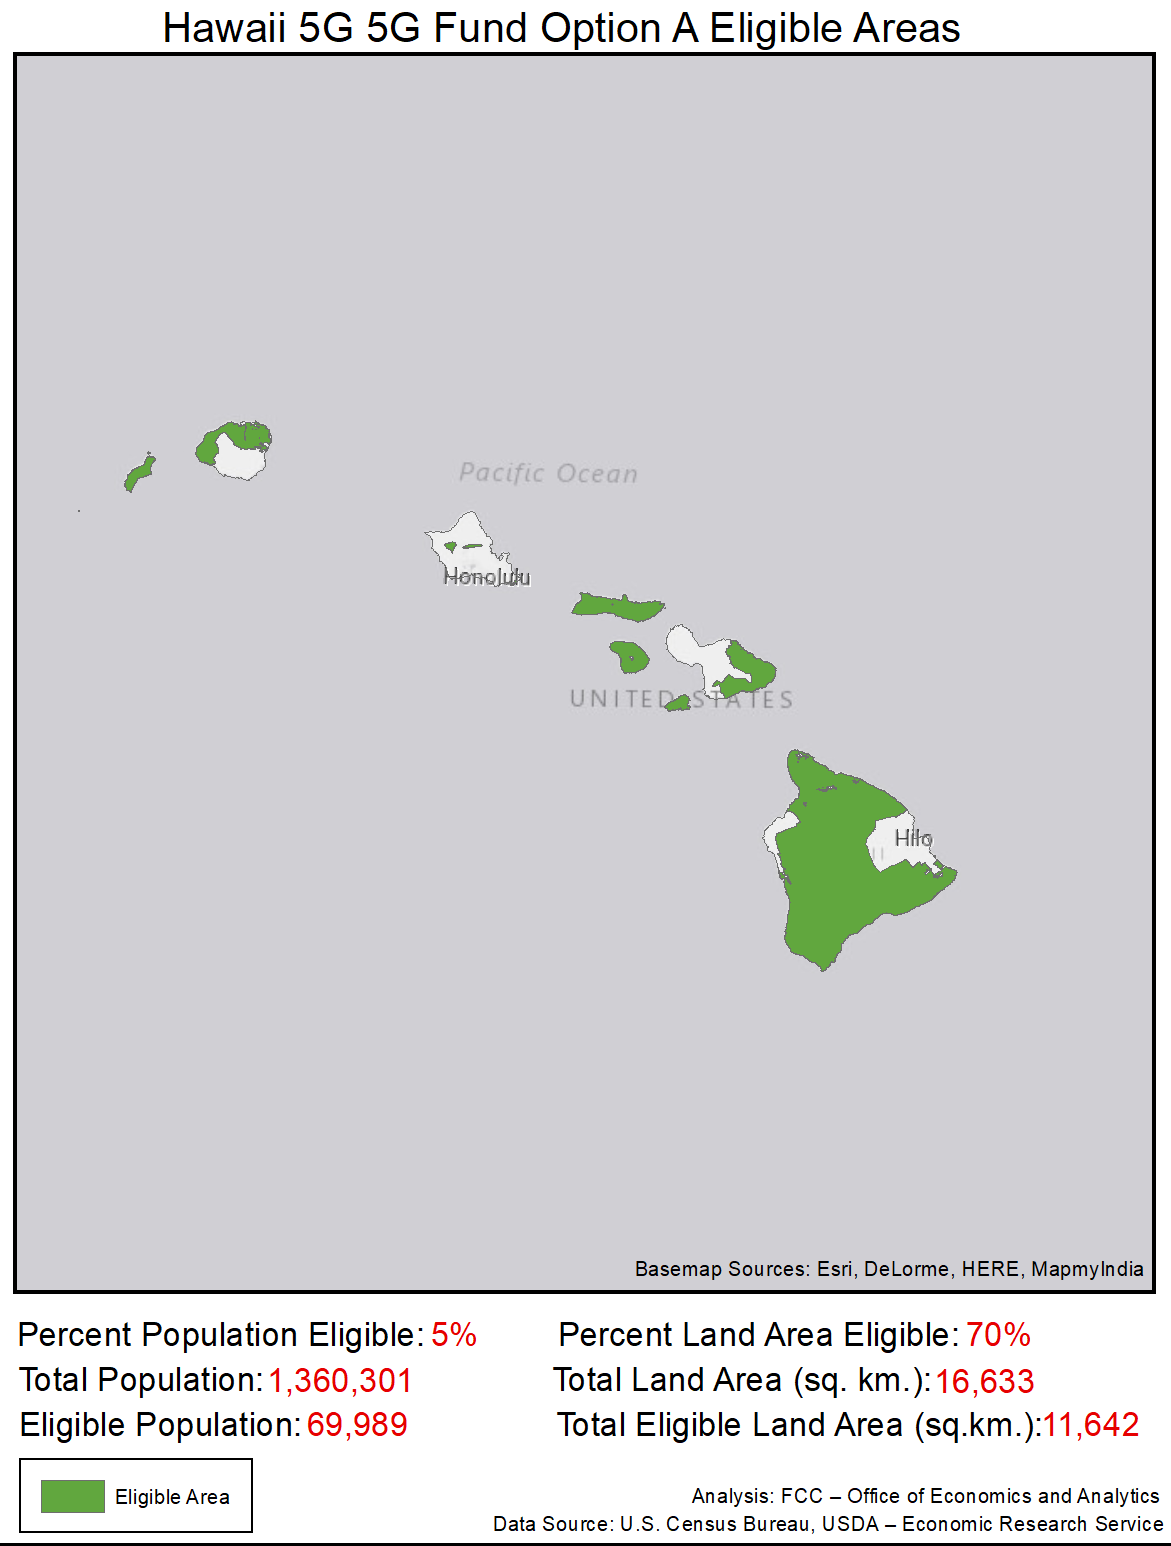 Hawaii 5G 5G Fund Option A Eligible Areas
Pacific Ocean
Honolulu
UNITED STATES
Hilo
Basemap Sources: Esri, DeLorme, HERE, MapmyIndia
Percent Population Eligible: 5%
Percent Land Area Eligible: 70%
Total Population: 1,360,301
Total Land Area (sq. km.): 16,633
Eligible Population: 69,989
Total Eligible Land Area (sq.km.): 11,642
Eligible Area
Analysis: FCC – Office of Economics and Analytics
Data Source: U.S. Census Bureau, USDA – Economic Research Service